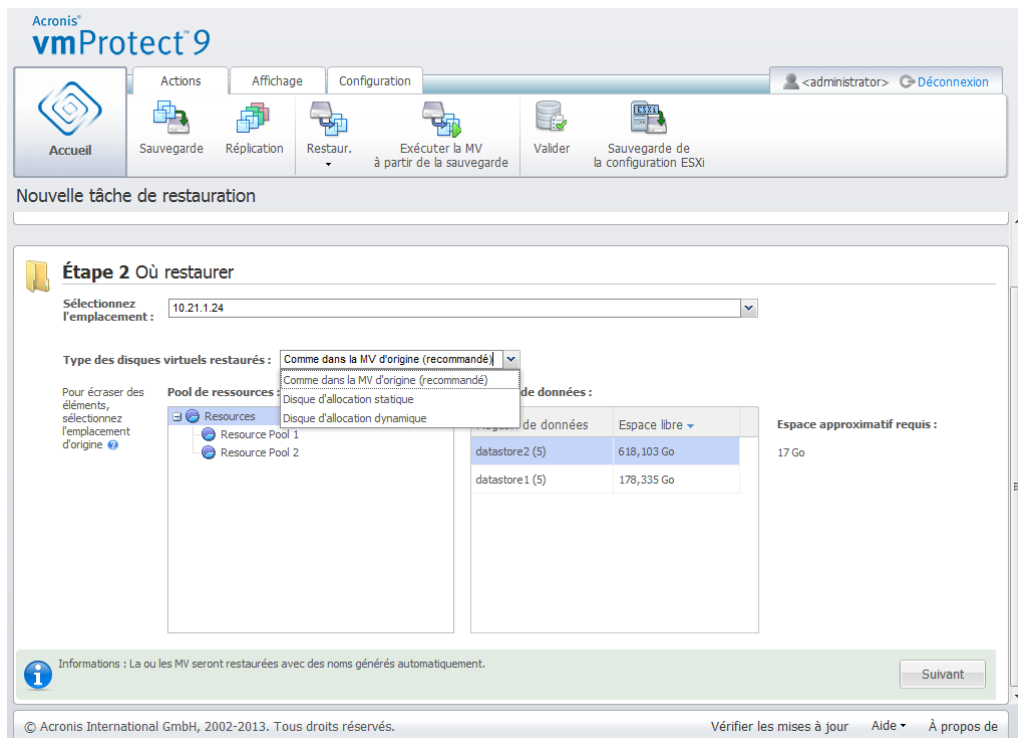 Acronis®
vmProtect™ 9
Actions Affichage Configuration
<administrator> Déconnexion
Accueil
Sauvegarde
Réplication
Restaur.
Exécuter la MV
à partir de la sauvegarde
Valider
ESXi
Sauvegarde de
la configuration ESXi
Nouvelle tâche de restauration
Étape 2 Où restaurer
Sélectionnez
l'emplacement :
10.21.1.24
Type des disques virtuels restaurés :
Comme dans la MV d'origine (recommandé)
Comme dans la MV d'origine (recommandé)
Disque d'allocation statique
Disque d'allocation dynamique
Pour écraser des
éléments,
sélectionnez
l'emplacement
d'origine
Pool de ressources :
Resources
Resource Pool 1
Resource Pool 2
de données :
de données Espace libre
datastore2 (5) 618,103 Go
datastore1 (5) 178,335 Go
Espace approximatif requis :
17 Go
Informations : La ou les MV seront restaurées avec des noms générés automatiquement.
Suivant
© Acronis International GmbH, 2002-2013. Tous droits réservés.
Vérifier les mises à jour Aide À propos de